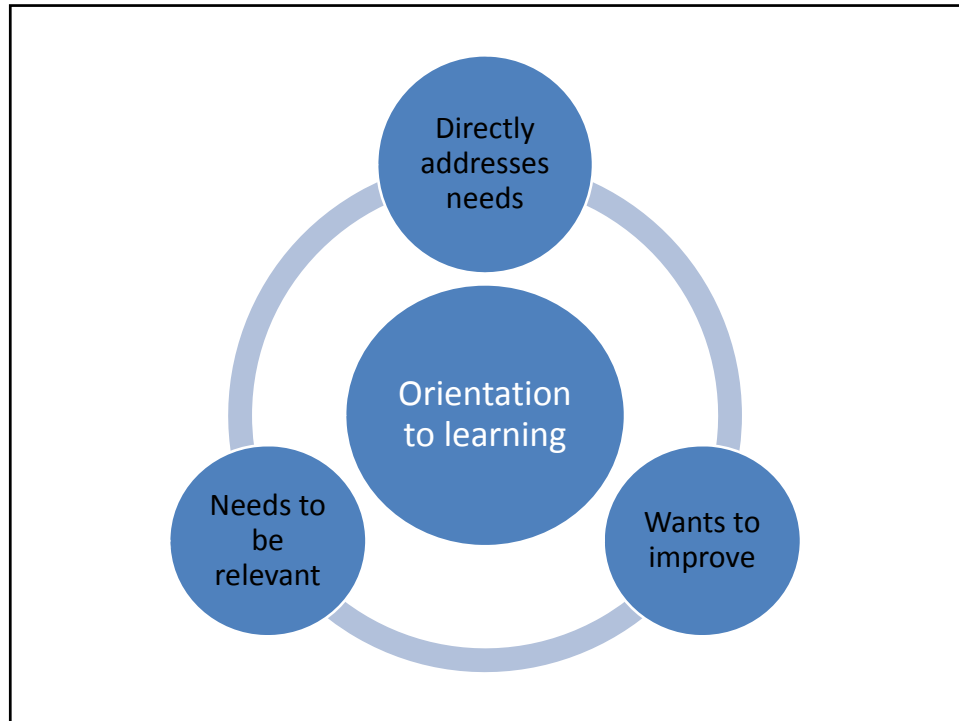 Directly
addresses
needs
Orientation
to learning
Needs to
be
relevant
Wants to
improve